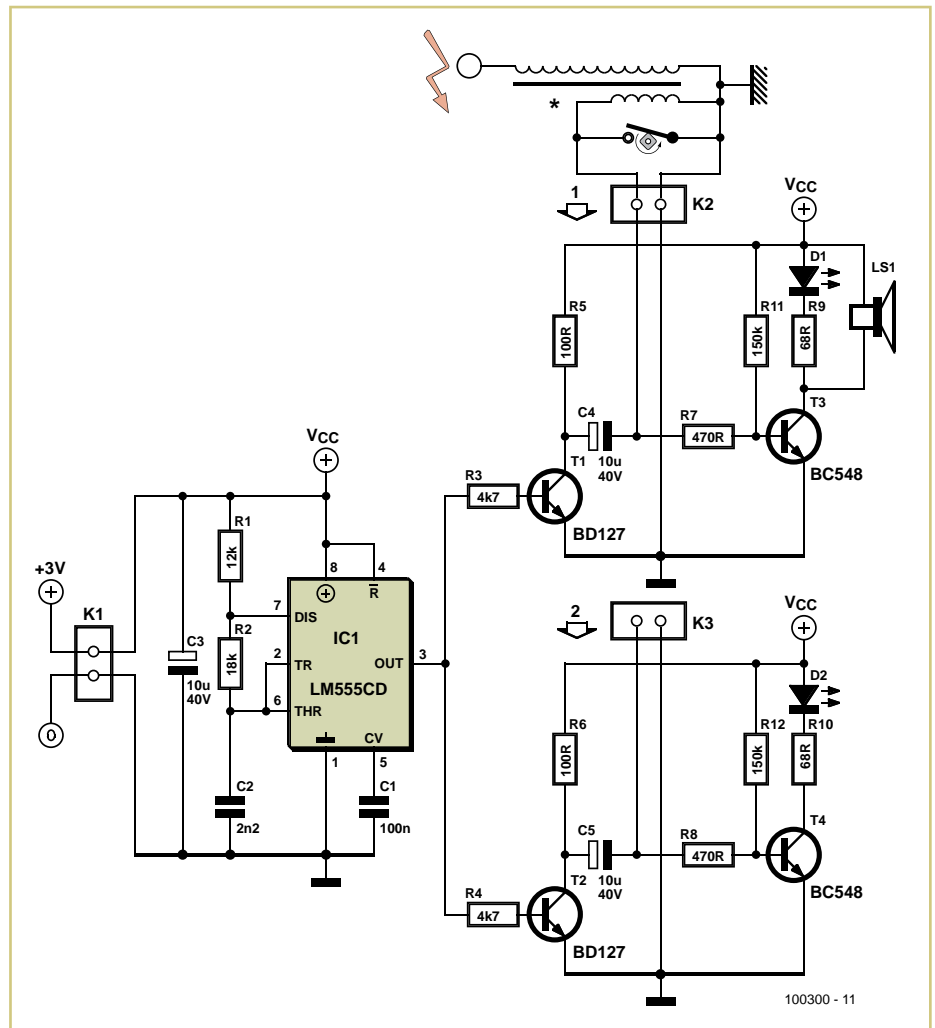 *
1
K2
VCC
D1
LS1
R5
100R
R11
150k
R9
68R
C4
10u
40V
R7
470R
T3
BC548
T1
BD127
R3
4k7
VCC
+3V
K1
0
C3
10u
40V
R1
12k
R2
18k
C2
2n2
8
4
R
7
DIS
IC1
2
TR
OUT
3
LM555CD
6
THR
CV
1
5
C1
100n
2
K3
VCC
D2
R6
100R
R12
150k
R10
68R
C5
10u
40V
R8
470R
T4
BC548
T2
BD127
R4
4k7
100300 - 11